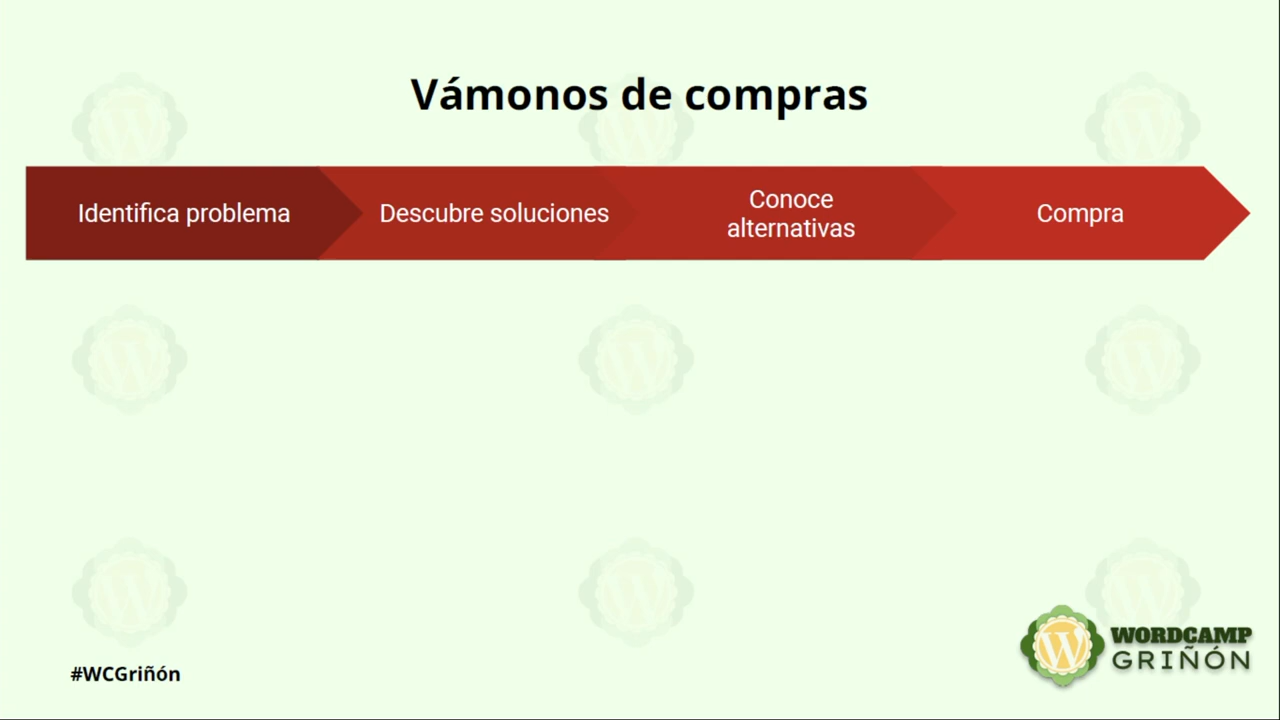 Vámonos de compras
Identifica problema
Descubre soluciones
Conoce
alternativas
Compra
#WCGriñón
WORDCAMP
GRIÑÓN